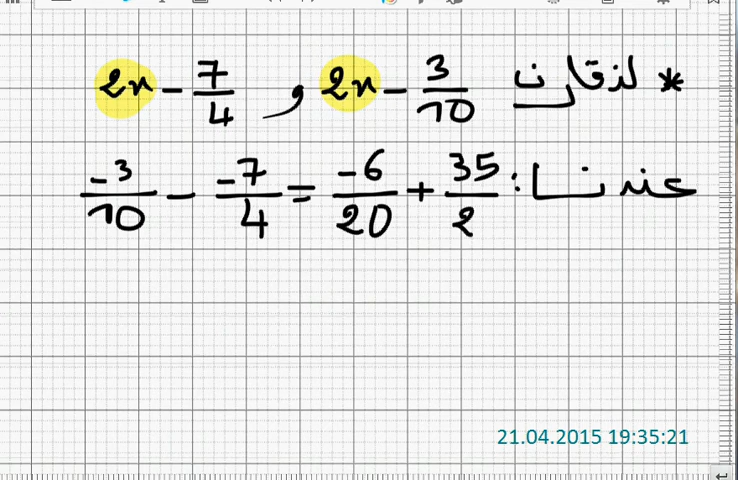 * لنقارن 2x - 3/10 و 2x - 7/4
عندنا: -3/10 - -7/4 = -6/20 + 35/2
21.04.2015 19:35:21